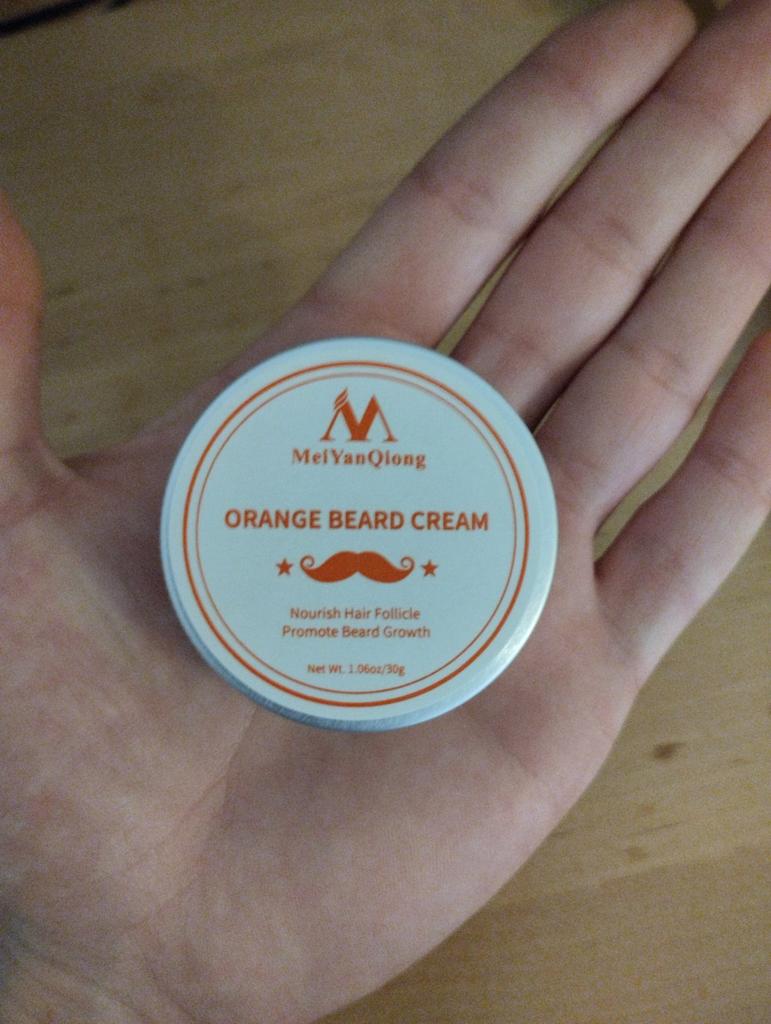 MeiYanQiong
ORANGE BEARD CREAM
Nourish Hair Follicle
Promote Beard Growth
Net Wt. 1.06oz/30g